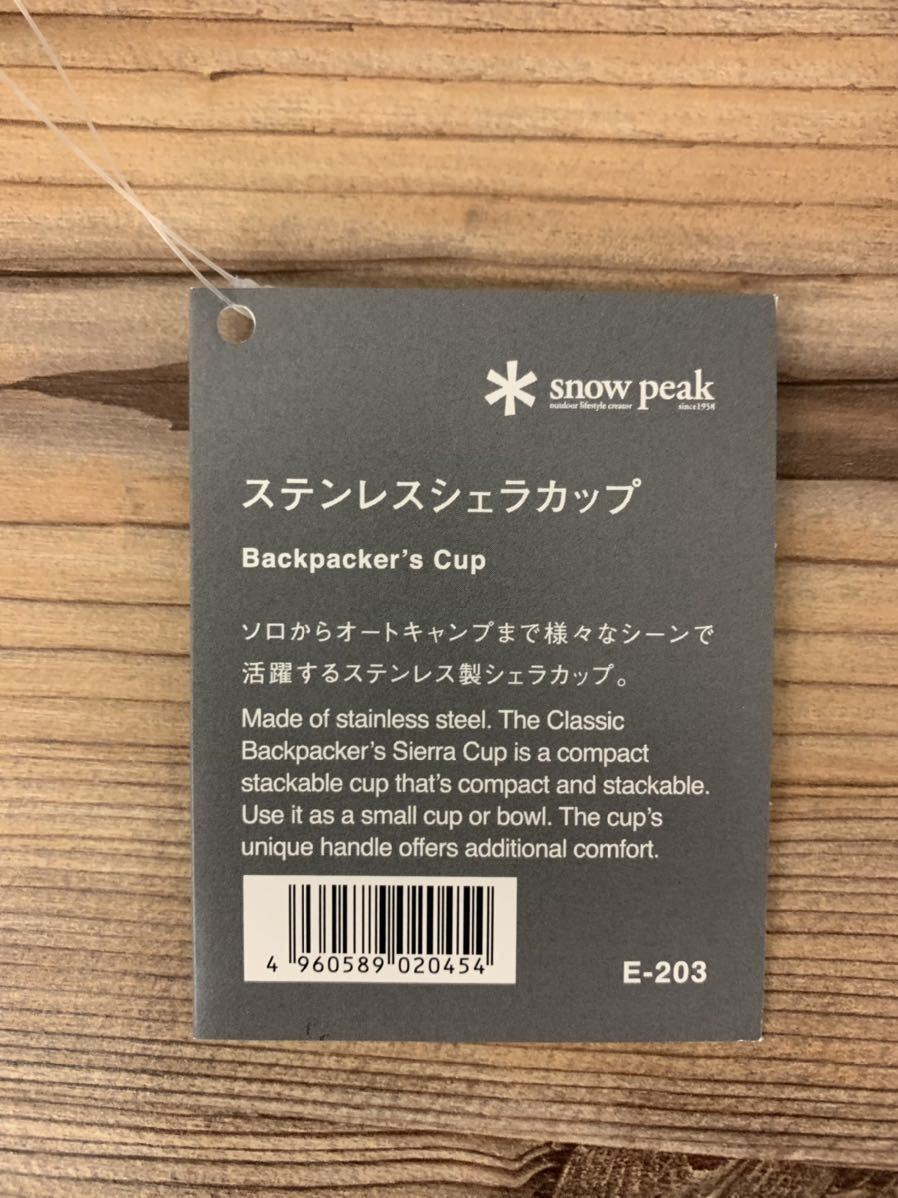 snow peak
outdoor lifestyle creator since1958
ステンレスシェラカップ
Backpacker's Cup
ソロからオートキャンプまで様々なシーンで
活躍するステンレス製シェラカップ。
Made of stainless steel. The Classic
Backpacker's Sierra Cup is a compact
stackable cup that's compact and stackable.
Use it as a small cup or bowl. The cup's
unique handle offers additional comfort.
4 960589 020454
E-203